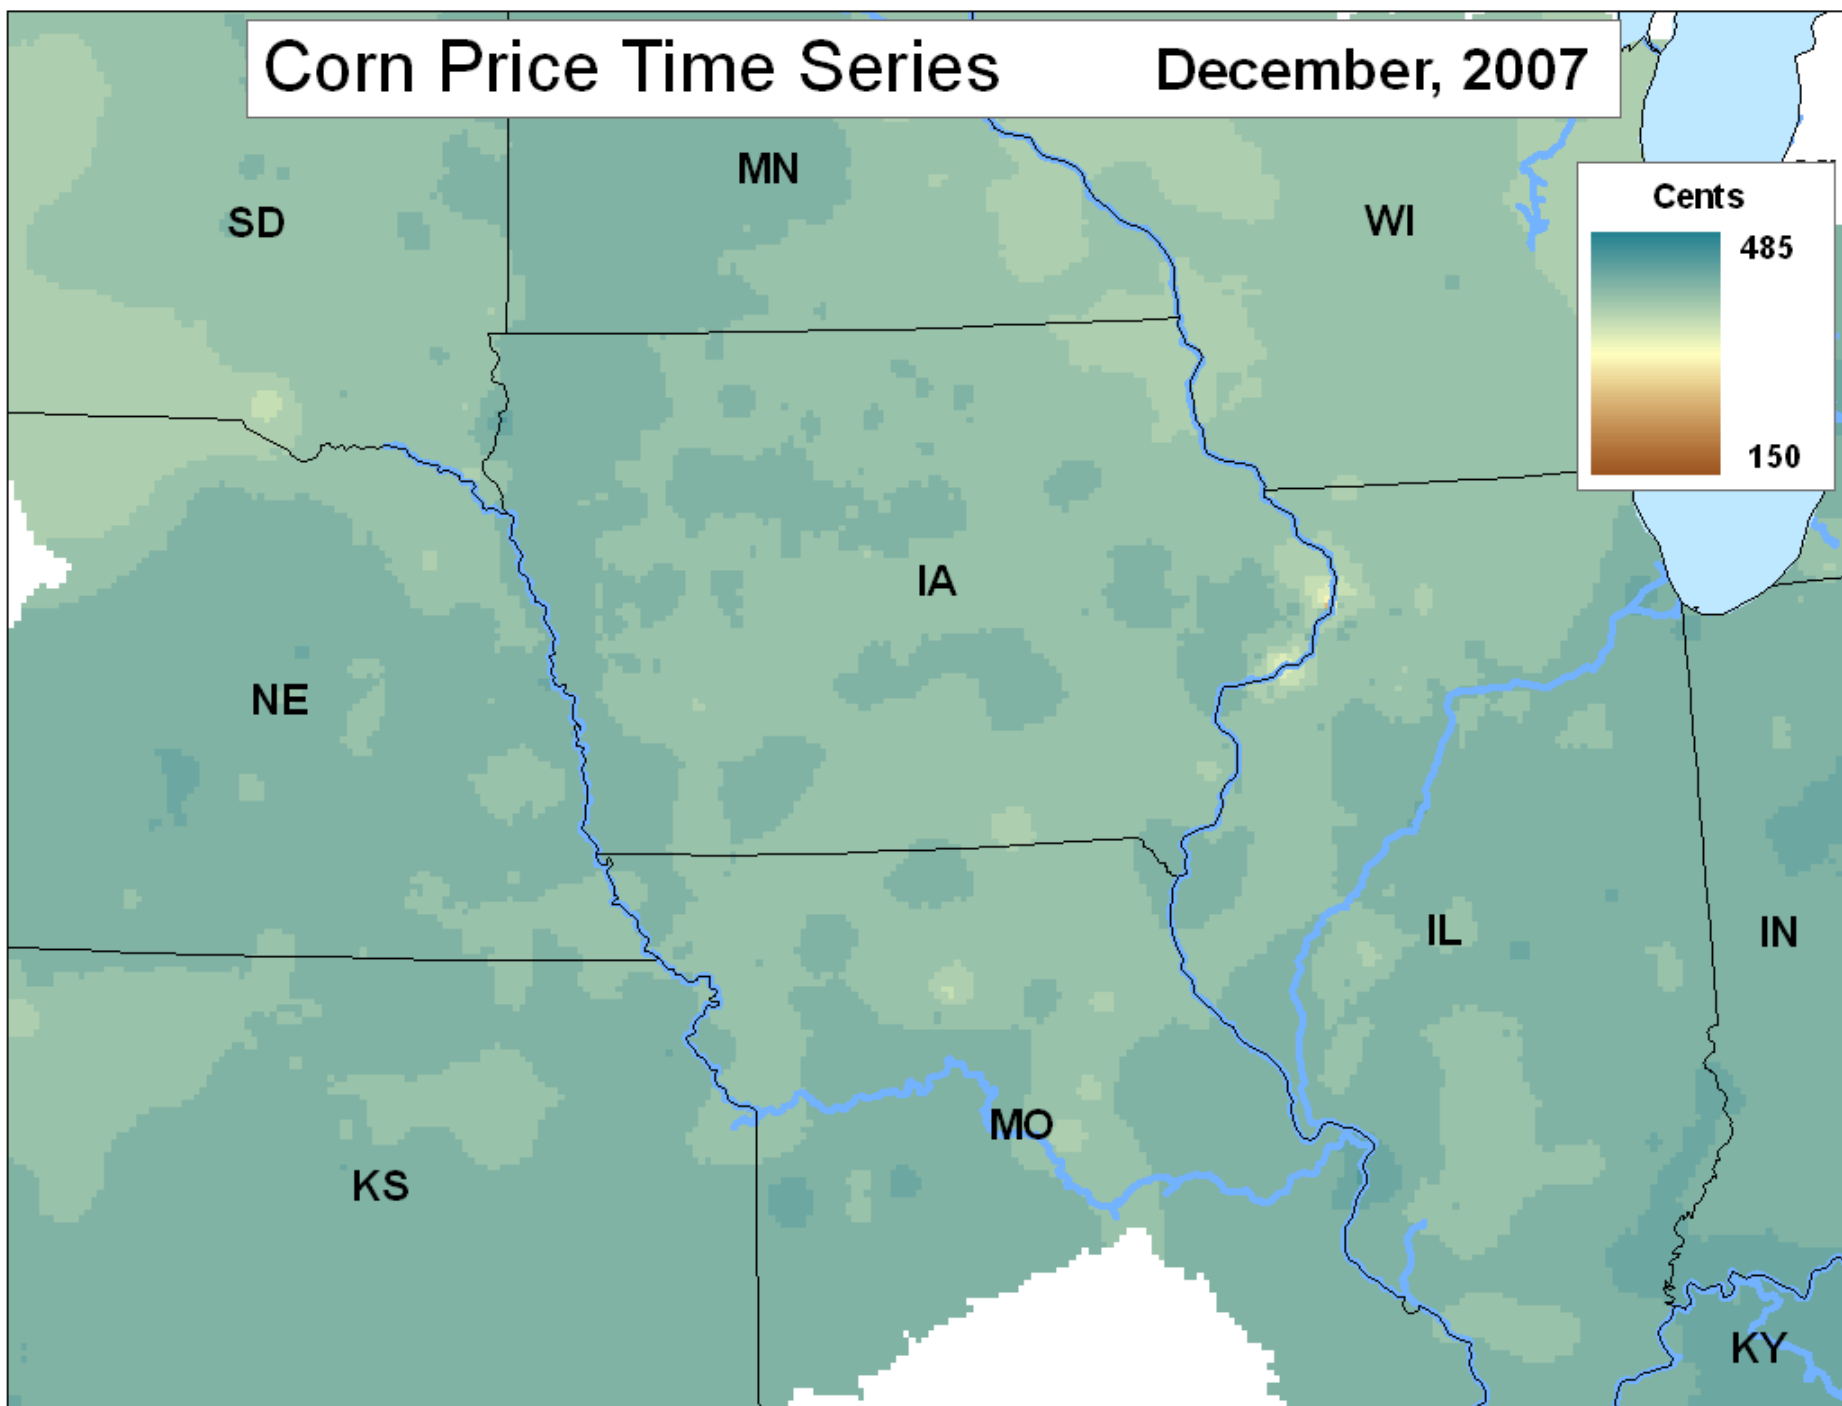 Corn Price Time Series December, 2007
MN
SD
WI
Cents
485
150
IA
NE
IL
IN
MO
KS
KY